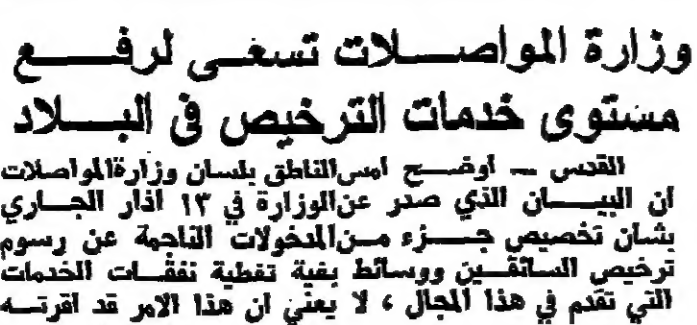 وزارة المواصلات تسعى لرفع
مستوى خدمات الترخيص في البلاد
القدس — اوضح امس الناطق بلسان وزارة المواصلات
ان البيان الذي صدر عن الوزارة في ١٣ اذار الجاري
بشان تخصيص جزء من المدخولات الناجمة عن رسوم
ترخيص السائقين ووسائط بغية تغطية نفقات الخدمات
التي تقدم في هذا المجال ، لا يعني ان هذا الامر قد اقرته